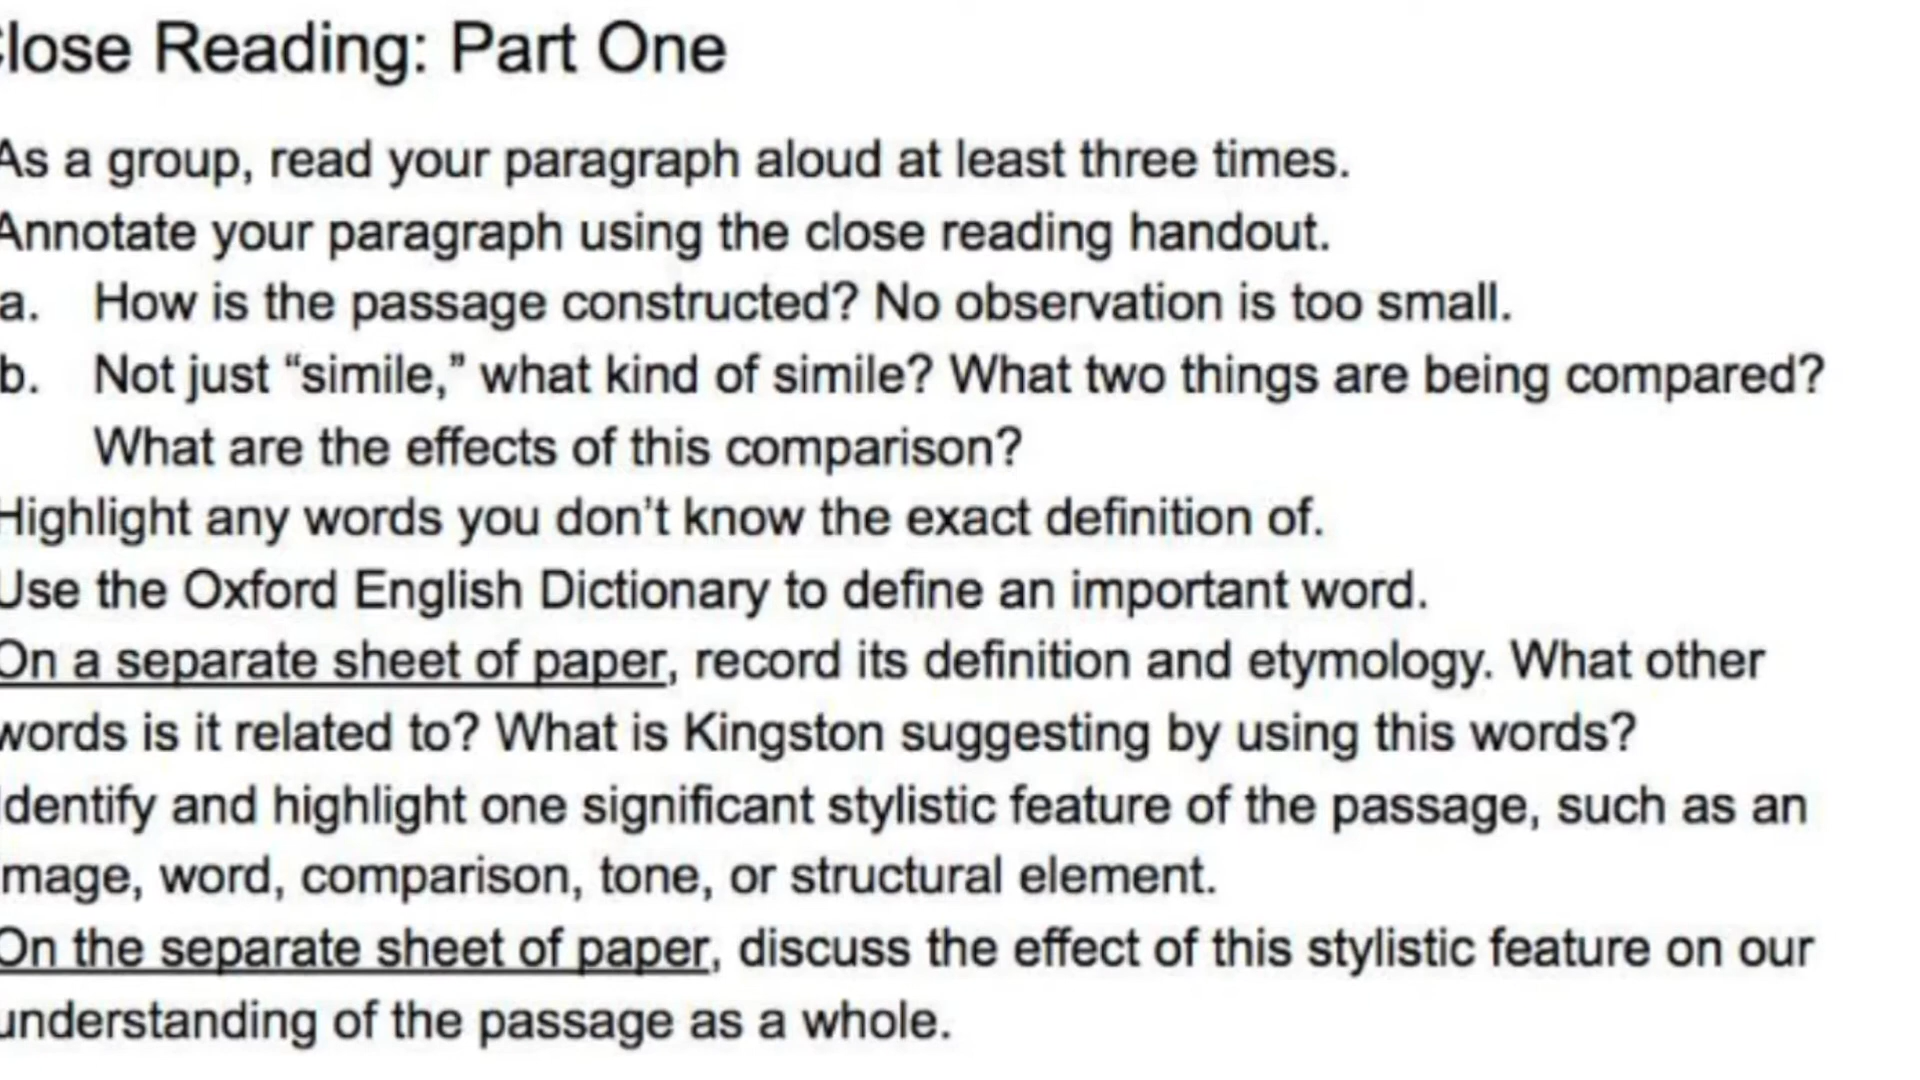 Close Reading: Part One
As a group, read your paragraph aloud at least three times.
Annotate your paragraph using the close reading handout.
a. How is the passage constructed? No observation is too small.
b. Not just “simile,” what kind of simile? What two things are being compared?
What are the effects of this comparison?
Highlight any words you don’t know the exact definition of.
Use the Oxford English Dictionary to define an important word.
On a separate sheet of paper, record its definition and etymology. What other
words is it related to? What is Kingston suggesting by using this words?
Identify and highlight one significant stylistic feature of the passage, such as an
image, word, comparison, tone, or structural element.
On the separate sheet of paper, discuss the effect of this stylistic feature on our
understanding of the passage as a whole.